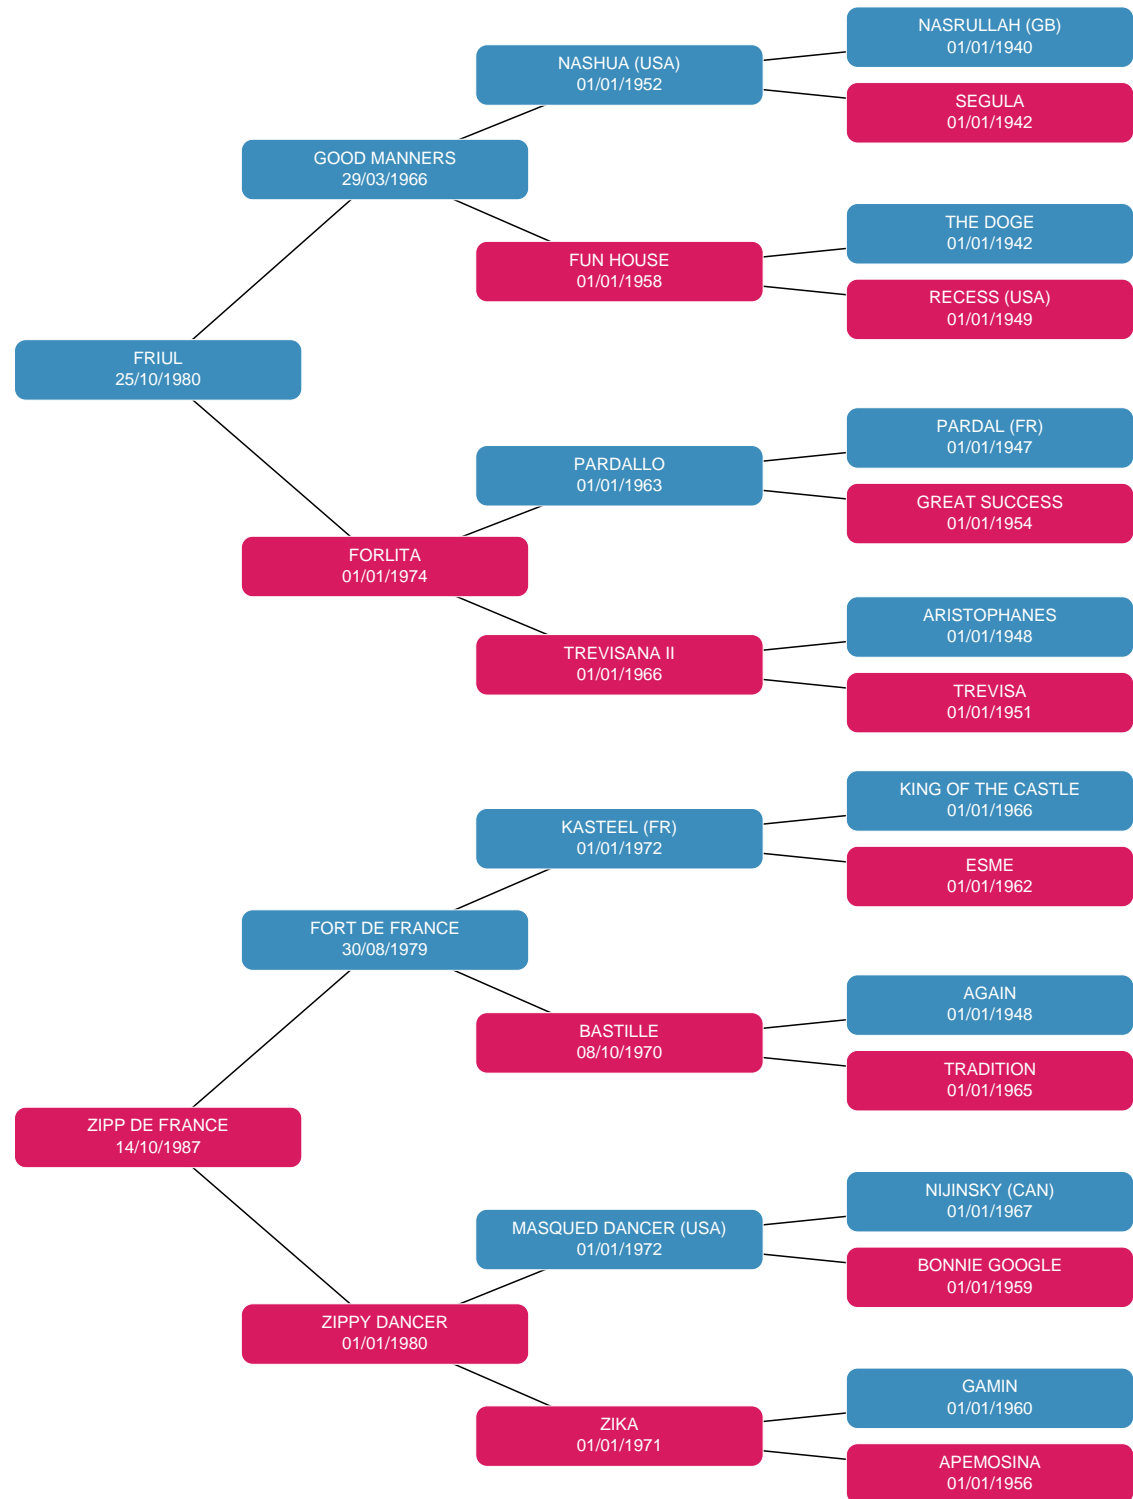 NASRULLAH (GB)
01/01/1940
NASHUA (USA)
01/01/1952
SEGULA
01/01/1942
GOOD MANNERS
29/03/1966
THE DOGE
01/01/1942
FUN HOUSE
01/01/1958
RECESS (USA)
01/01/1949
FRIUL
25/10/1980
PARDAL (FR)
01/01/1947
PARDALLO
01/01/1963
GREAT SUCCESS
01/01/1954
FORLITA
01/01/1974
ARISTOPHANES
01/01/1948
TREVISANA II
01/01/1966
TREVISA
01/01/1951
KING OF THE CASTLE
01/01/1966
KASTEEL (FR)
01/01/1972
ESME
01/01/1962
FORT DE FRANCE
30/08/1979
AGAIN
01/01/1948
BASTILLE
08/10/1970
TRADITION
01/01/1965
ZIPP DE FRANCE
14/10/1987
NIJINSKY (CAN)
01/01/1967
MASQUED DANCER (USA)
01/01/1972
BONNIE GOOGLE
01/01/1959
ZIPPY DANCER
01/01/1980
GAMIN
01/01/1960
ZIKA
01/01/1971
APEMOSINA
01/01/1956